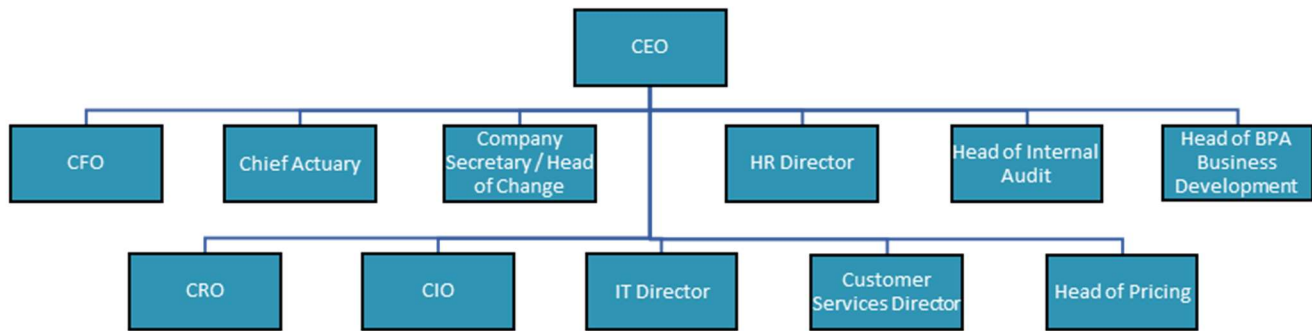 CEO
CFO
Chief Actuary
Company
Secretary / Head
of Change
HR Director
Head of Internal
Audit
Head of BPA
Business
Development
CRO
CIO
IT Director
Customer
Services Director
Head of Pricing